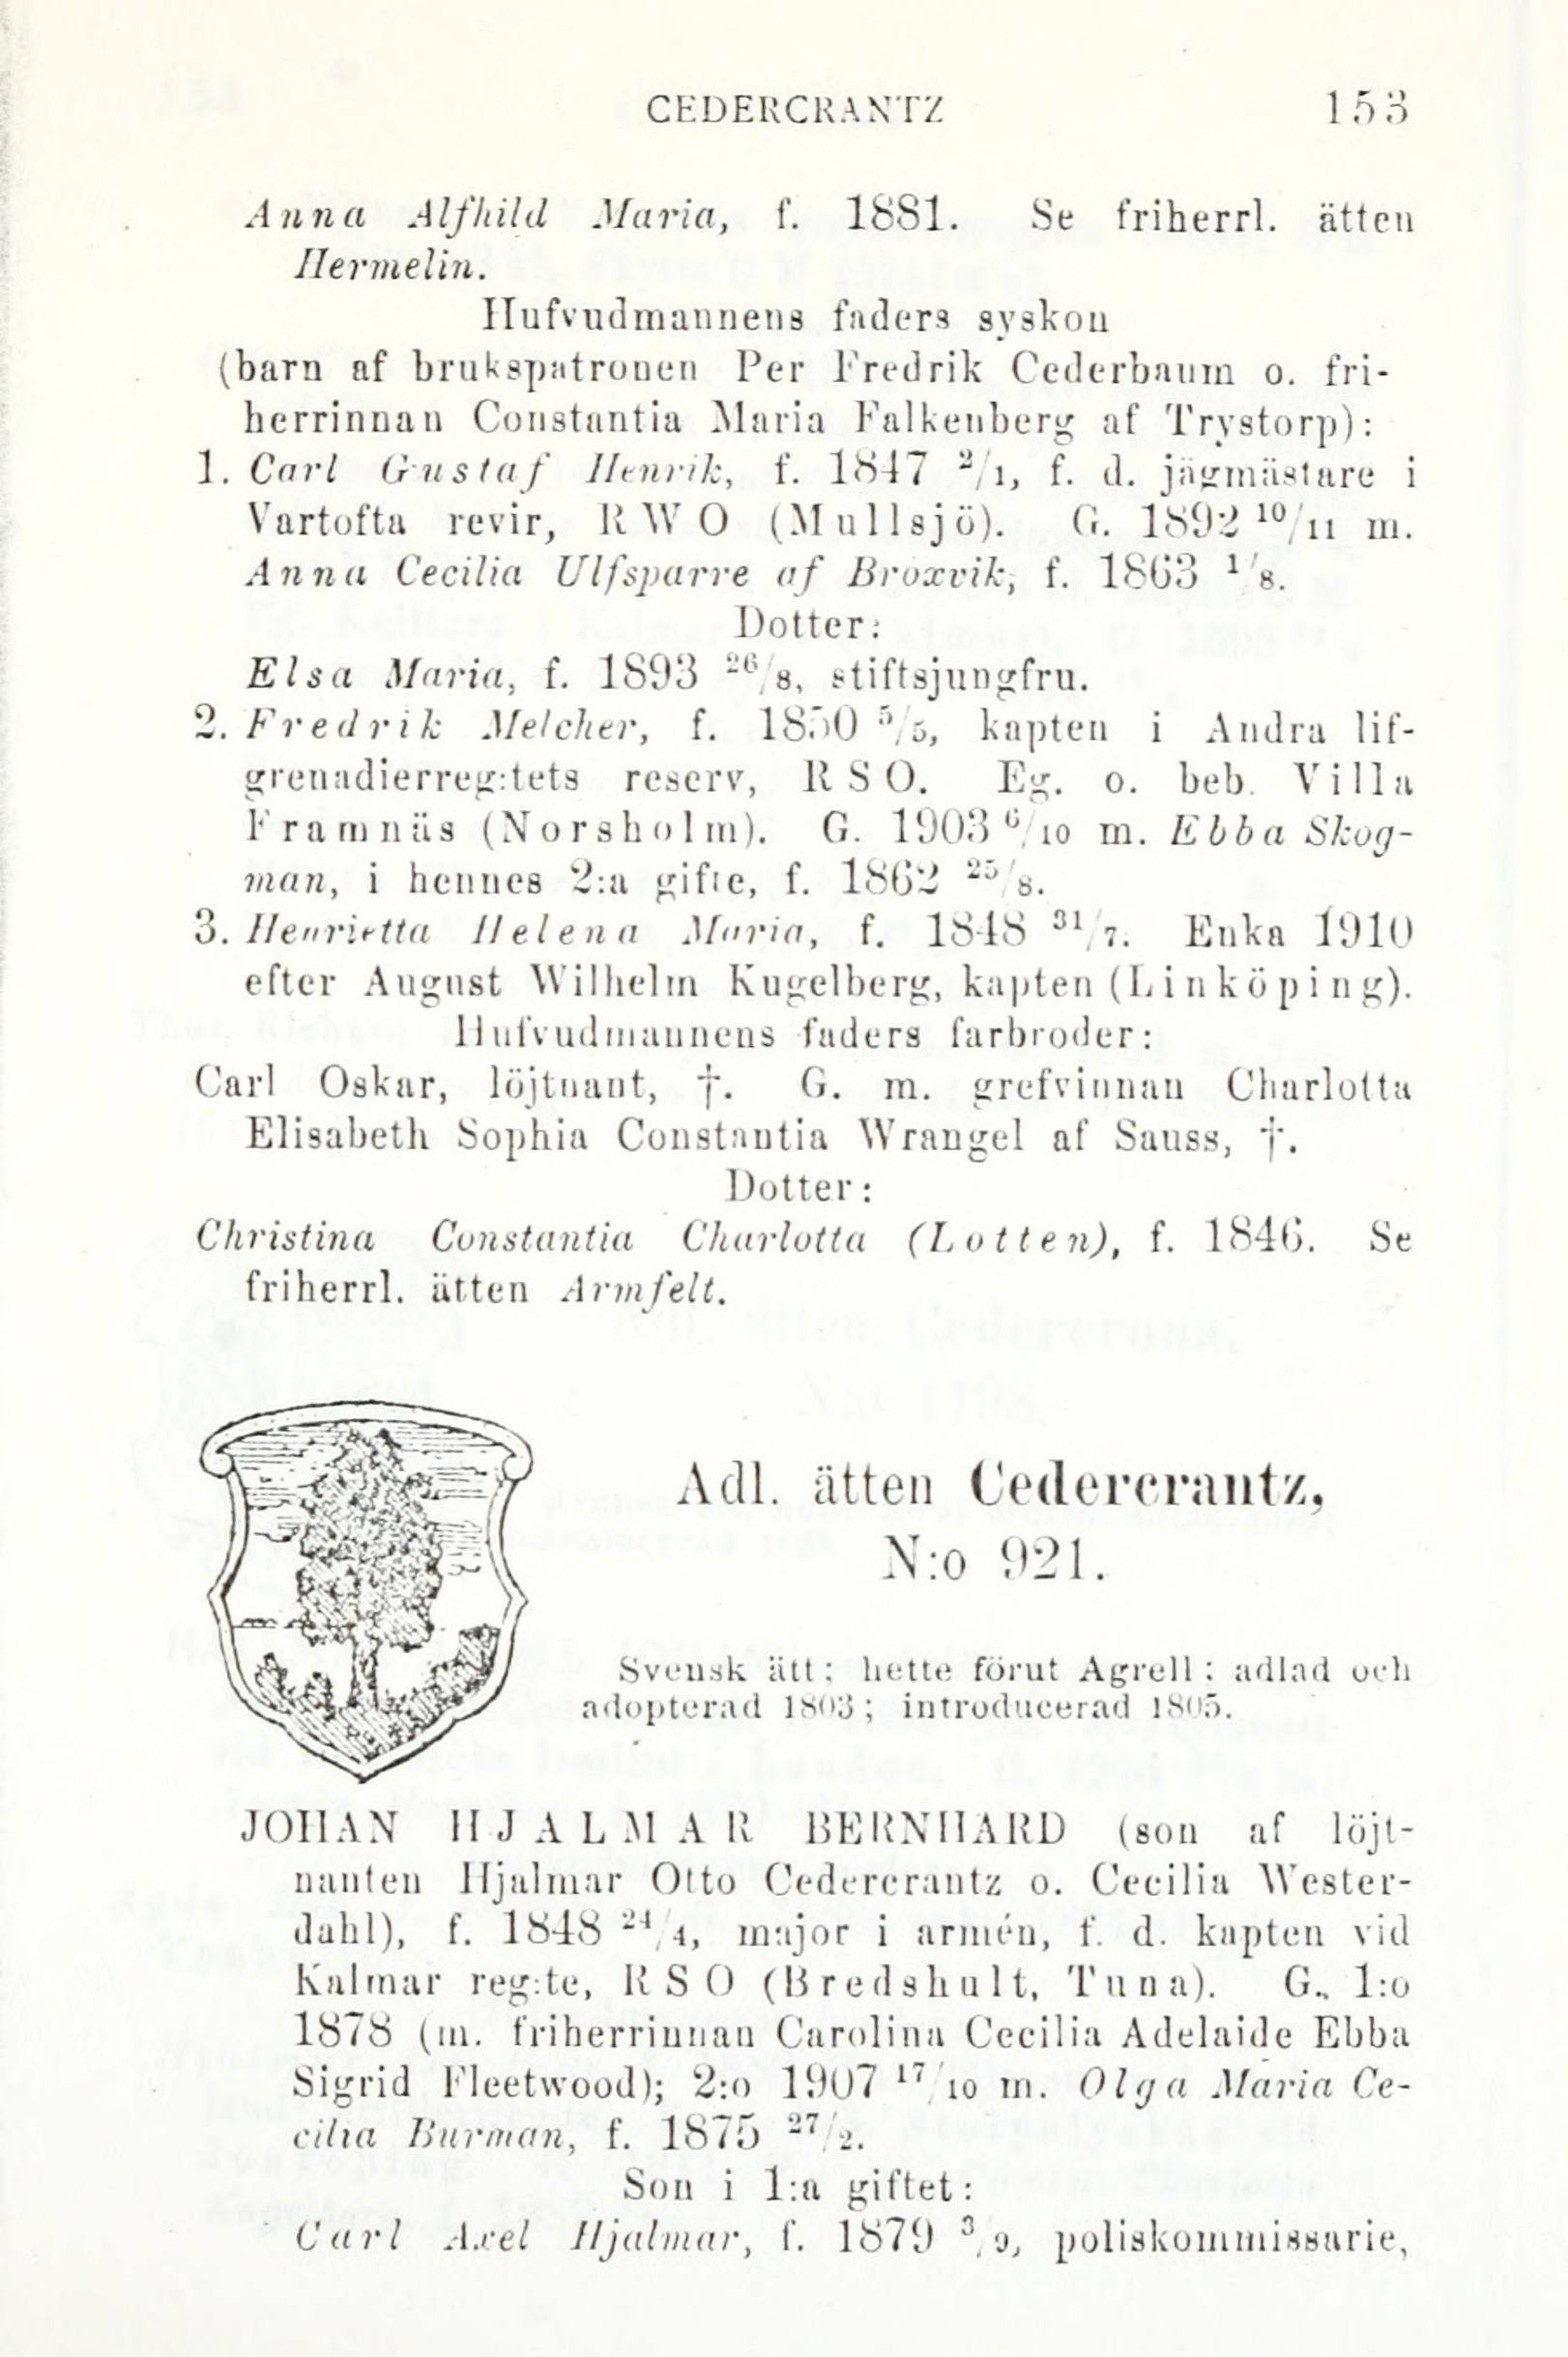 CEDERCRANTZ 153
Anna Alfhild Maria, f. 1881. Se friherrl. ätten
Hermelin.
Hufvudmannens faders syskon
(barn af brukspatronen Per Fredrik Cederbaum o. fri-
herrinnan Constantia Maria Falkenberg af Trystorp):
1. Carl Gustaf Henrik, f. 1847 2/1, f. d. jägmästare i
Vartofta revir, RWO (Mullsjö). G. 1892 10/11 m.
Anna Cecilia Ulfsparre af Broxvik, f. 1863 1/8.
Dotter:
Elsa Maria, f. 1893 26/8, stiftsjungfru.
2. Fredrik Melcher, f. 1850 5/5, kapten i Andra lif-
grenadierreg:tets reserv, RSO. Eg. o. beb. Villa
Framnäs (Norsholm). G. 1903 6/10 m. Ebba Skog-
man, i hennes 2:a gifte, f. 1862 25/8.
3. Henrietta Helena Maria, f. 1848 31/7. Enka 1910
efter August Wilhelm Kugelberg, kapten (Linköping).
Hufvudmannens faders farbroder:
Carl Oskar, löjtnant, †. G. m. grefvinnan Charlotta
Elisabeth Sophia Constantia Wrangel af Sauss, †.
Dotter:
Christina Constantia Charlotta (Lotten), f. 1846. Se
friherrl. ätten Armfelt.
Adl. ätten Cedercrantz,
N:o 921.
Svensk ätt; hette förut Agrell; adlad och
adopterad 1803; introducerad 1805.
JOHAN HJALMAR BERNHARD (son af löjt-
nanten Hjalmar Otto Cedercrantz o. Cecilia Wester-
dahl), f. 1848 24/4, major i armén, f. d. kapten vid
Kalmar reg:te, RSO (Bredshult, Tuna). G., 1:o
1878 (m. friherrinnan Carolina Cecilia Adelaide Ebba
Sigrid Fleetwood); 2:o 1907 17/10 m. Olga Maria Ce-
cilia Burman, f. 1875 27/2.
Son i 1:a giftet:
Carl Axel Hjalmar, f. 1879 3/9, poliskommissarie,